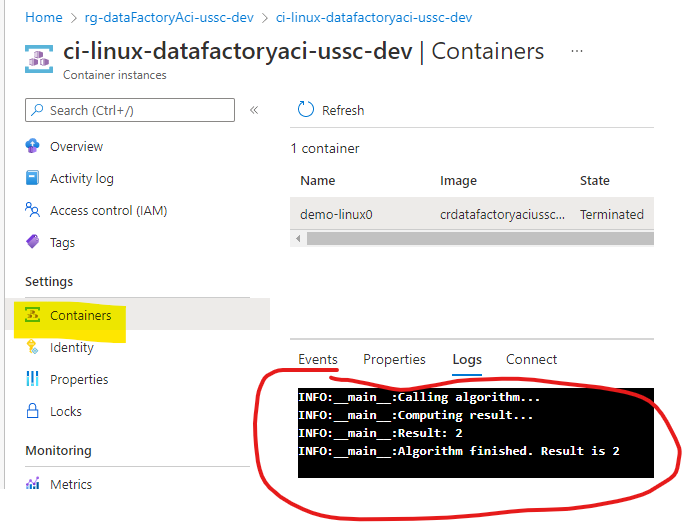 Home > rg-dataFactoryAci-ussc-dev > ci-linux-datafactoryaci-ussc-dev
ci-linux-datafactoryaci-ussc-dev | Containers ...
Container instances
Search (Ctrl+/) «
Overview
Activity log
Access control (IAM)
Tags
Settings
Containers
Identity
Properties
Locks
Monitoring
Metrics
Refresh
1 container
Name Image State
demo-linux0 crdatafactoryaciussc... Terminated
Events Properties Logs Connect
INFO:__main__:Calling algorithm...
INFO:__main__:Computing result...
INFO:__main__:Result: 2
INFO:__main__:Algorithm finished. Result is 2